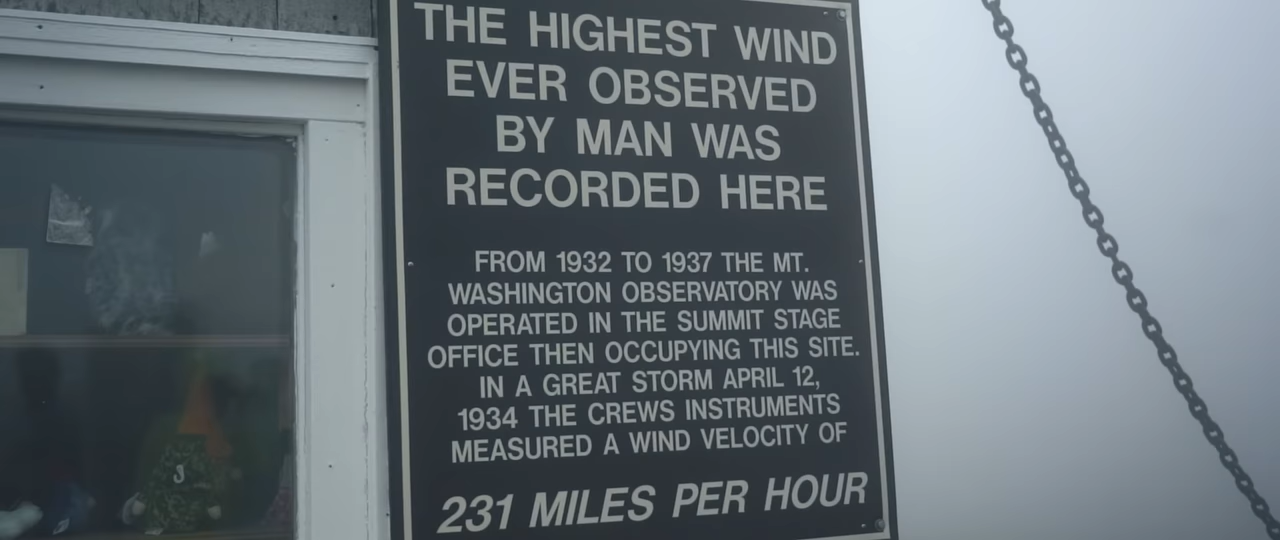 THE HIGHEST WIND
EVER OBSERVED
BY MAN WAS
RECORDED HERE
FROM 1932 TO 1937 THE MT.
WASHINGTON OBSERVATORY WAS
OPERATED IN THE SUMMIT STAGE
OFFICE THEN OCCUPYING THIS SITE.
IN A GREAT STORM APRIL 12,
1934 THE CREWS INSTRUMENTS
MEASURED A WIND VELOCITY OF
231 MILES PER HOUR
J